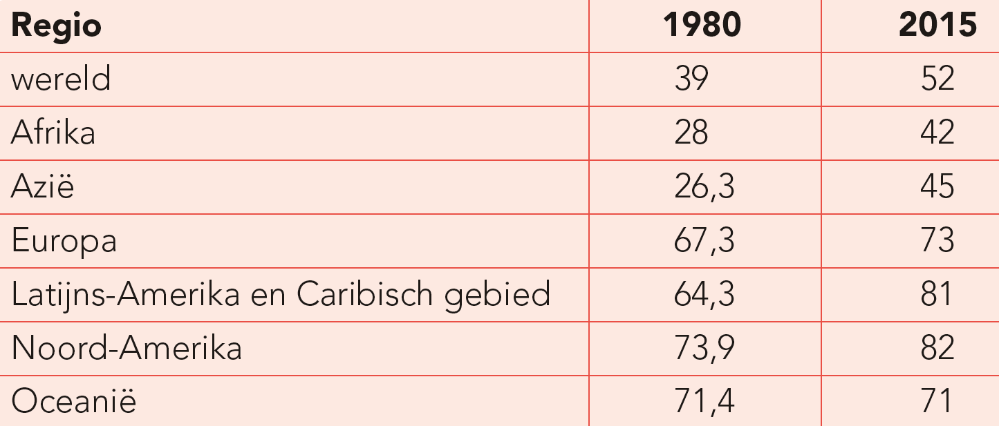 Regio 1980 2015
wereld 39 52
Afrika 28 42
Azië 26,3 45
Europa 67,3 73
Latijns-Amerika en Caribisch gebied 64,3 81
Noord-Amerika 73,9 82
Oceanië 71,4 71